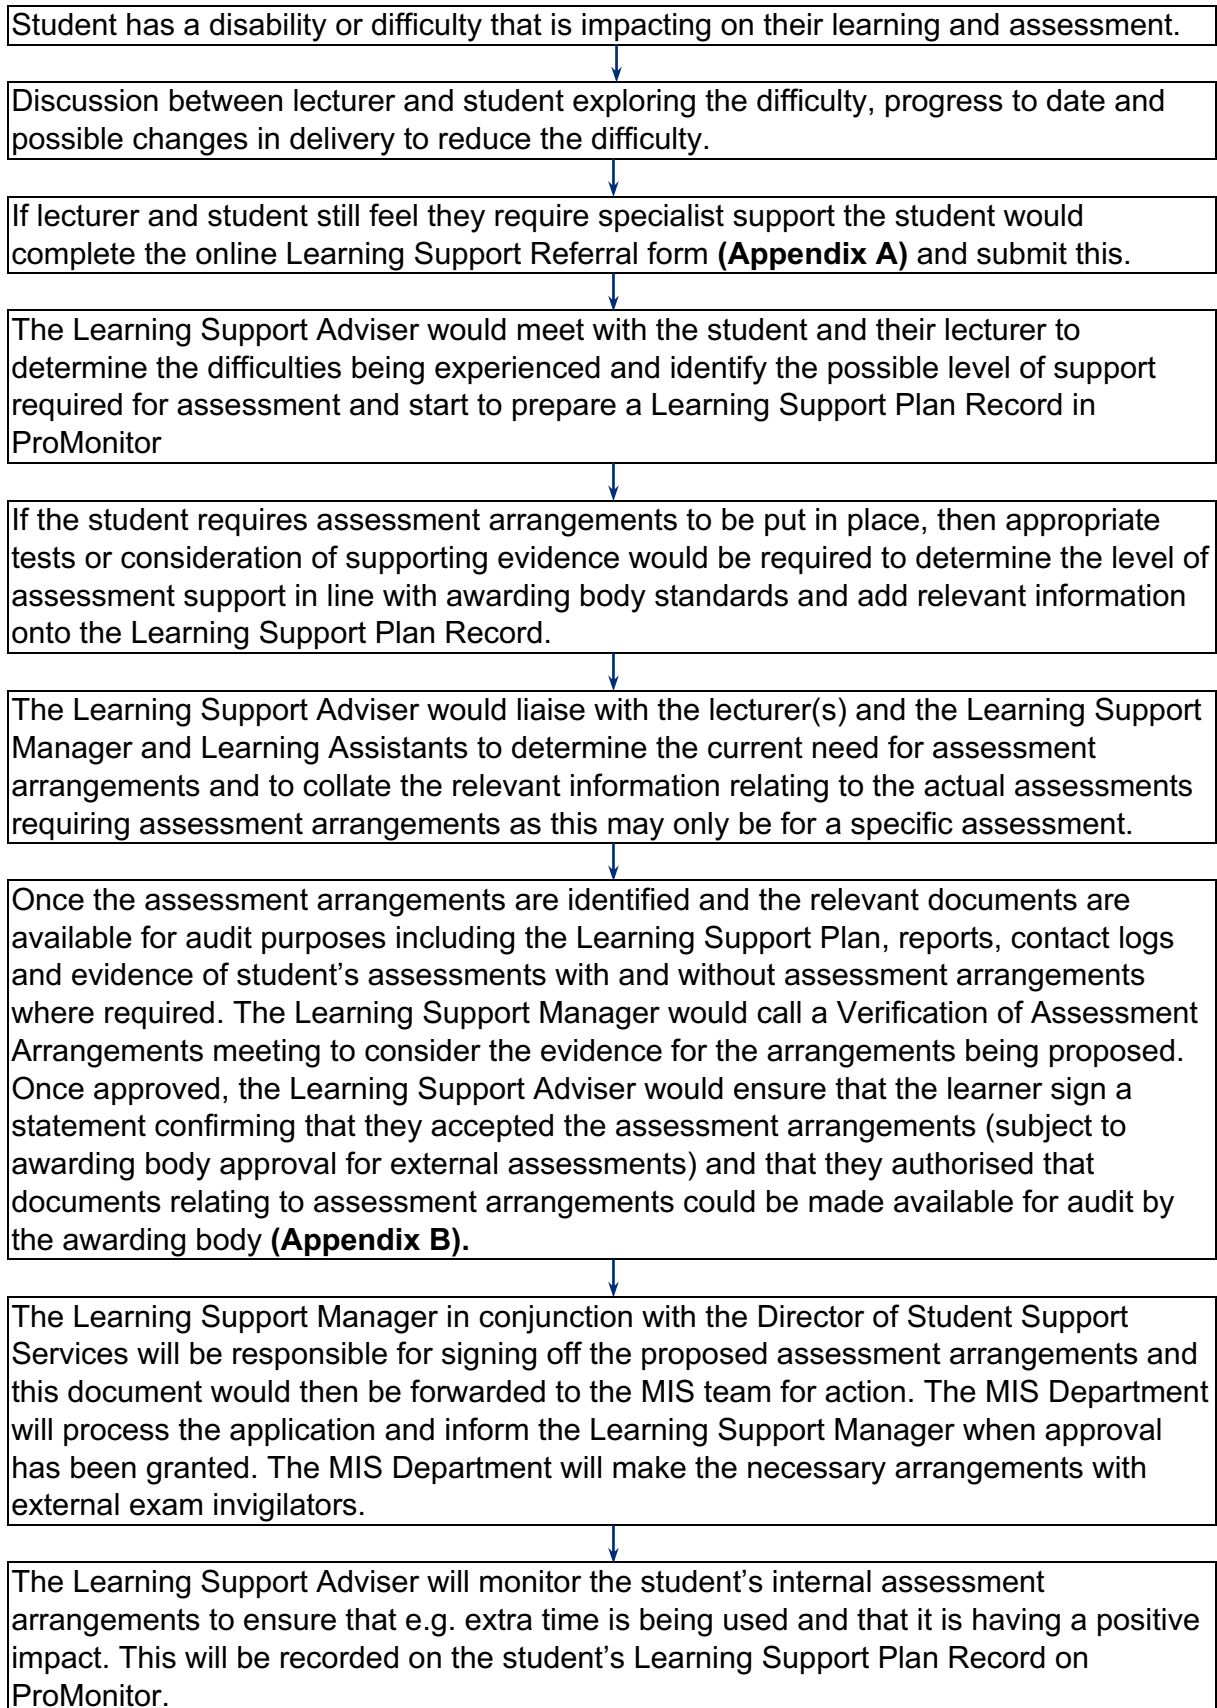 Student has a disability or difficulty that is impacting on their learning and assessment.
Discussion between lecturer and student exploring the difficulty, progress to date and
possible changes in delivery to reduce the difficulty.
If lecturer and student still feel they require specialist support the student would
complete the online Learning Support Referral form (Appendix A) and submit this.
The Learning Support Adviser would meet with the student and their lecturer to
determine the difficulties being experienced and identify the possible level of support
required for assessment and start to prepare a Learning Support Plan Record in
ProMonitor
If the student requires assessment arrangements to be put in place, then appropriate
tests or consideration of supporting evidence would be required to determine the level of
assessment support in line with awarding body standards and add relevant information
onto the Learning Support Plan Record.
The Learning Support Adviser would liaise with the lecturer(s) and the Learning Support
Manager and Learning Assistants to determine the current need for assessment
arrangements and to collate the relevant information relating to the actual assessments
requiring assessment arrangements as this may only be for a specific assessment.
Once the assessment arrangements are identified and the relevant documents are
available for audit purposes including the Learning Support Plan, reports, contact logs
and evidence of student’s assessments with and without assessment arrangements
where required. The Learning Support Manager would call a Verification of Assessment
Arrangements meeting to consider the evidence for the arrangements being proposed.
Once approved, the Learning Support Adviser would ensure that the learner sign a
statement confirming that they accepted the assessment arrangements (subject to
awarding body approval for external assessments) and that they authorised that
documents relating to assessment arrangements could be made available for audit by
the awarding body (Appendix B).
The Learning Support Manager in conjunction with the Director of Student Support
Services will be responsible for signing off the proposed assessment arrangements and
this document would then be forwarded to the MIS team for action. The MIS Department
will process the application and inform the Learning Support Manager when approval
has been granted. The MIS Department will make the necessary arrangements with
external exam invigilators.
The Learning Support Adviser will monitor the student’s internal assessment
arrangements to ensure that e.g. extra time is being used and that it is having a positive
impact. This will be recorded on the student’s Learning Support Plan Record on
ProMonitor.